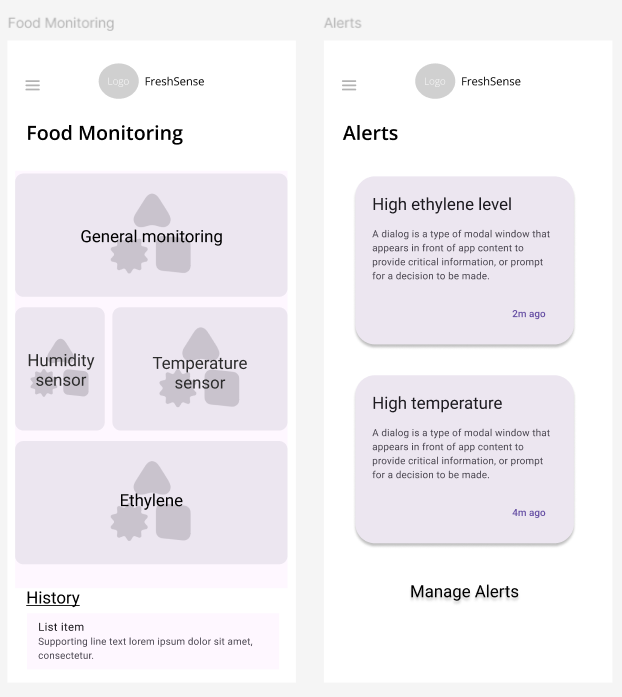 Food Monitoring
Logo
FreshSense
Food Monitoring
General monitoring
Humidity
sensor
Temperature
sensor
Ethylene
History
List item
Supporting line text lorem ipsum dolor sit amet,
consectetur.
Alerts
Logo
FreshSense
Alerts
High ethylene level
A dialog is a type of modal window that
appears in front of app content to
provide critical information, or prompt
for a decision to be made.
2m ago
High temperature
A dialog is a type of modal window that
appears in front of app content to
provide critical information, or prompt
for a decision to be made.
4m ago
Manage Alerts